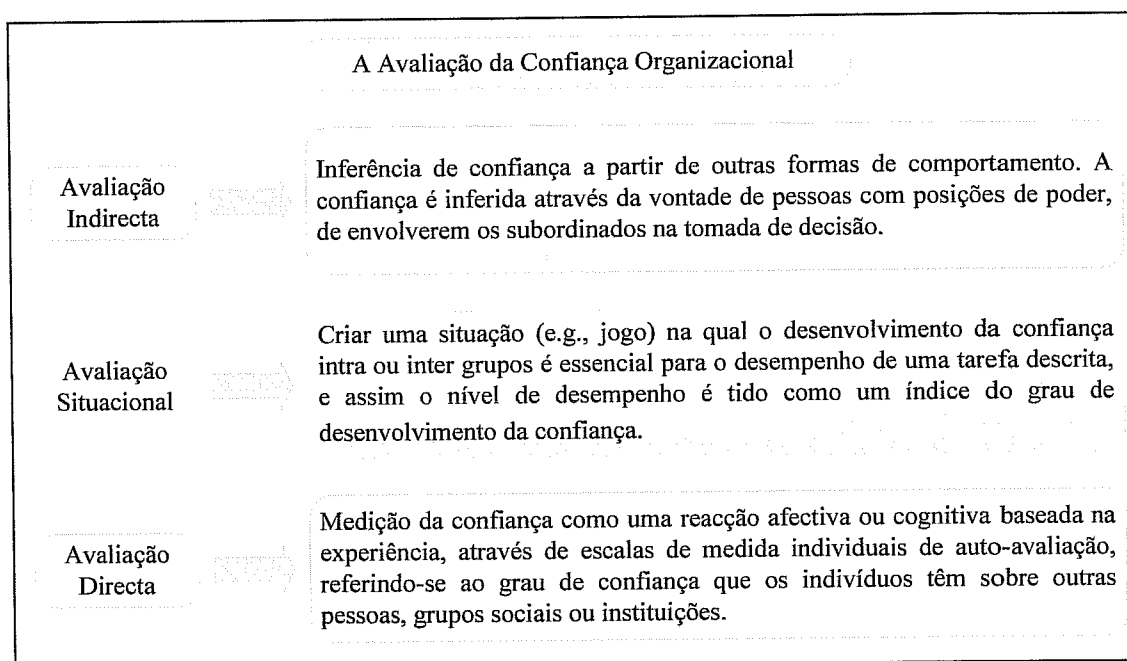 A Avaliação da Confiança Organizacional
Avaliação
Indirecta
Inferência de confiança a partir de outras formas de comportamento. A
confiança é inferida através da vontade de pessoas com posições de poder,
de envolverem os subordinados na tomada de decisão.
Avaliação
Situacional
Criar uma situação (e.g., jogo) na qual o desenvolvimento da confiança
intra ou inter grupos é essencial para o desempenho de uma tarefa descrita,
e assim o nível de desempenho é tido como um índice do grau de
desenvolvimento da confiança.
Avaliação
Directa
Medição da confiança como uma reacção afectiva ou cognitiva baseada na
experiência, através de escalas de medida individuais de auto-avaliação,
referindo-se ao grau de confiança que os indivíduos têm sobre outras
pessoas, grupos sociais ou instituições.